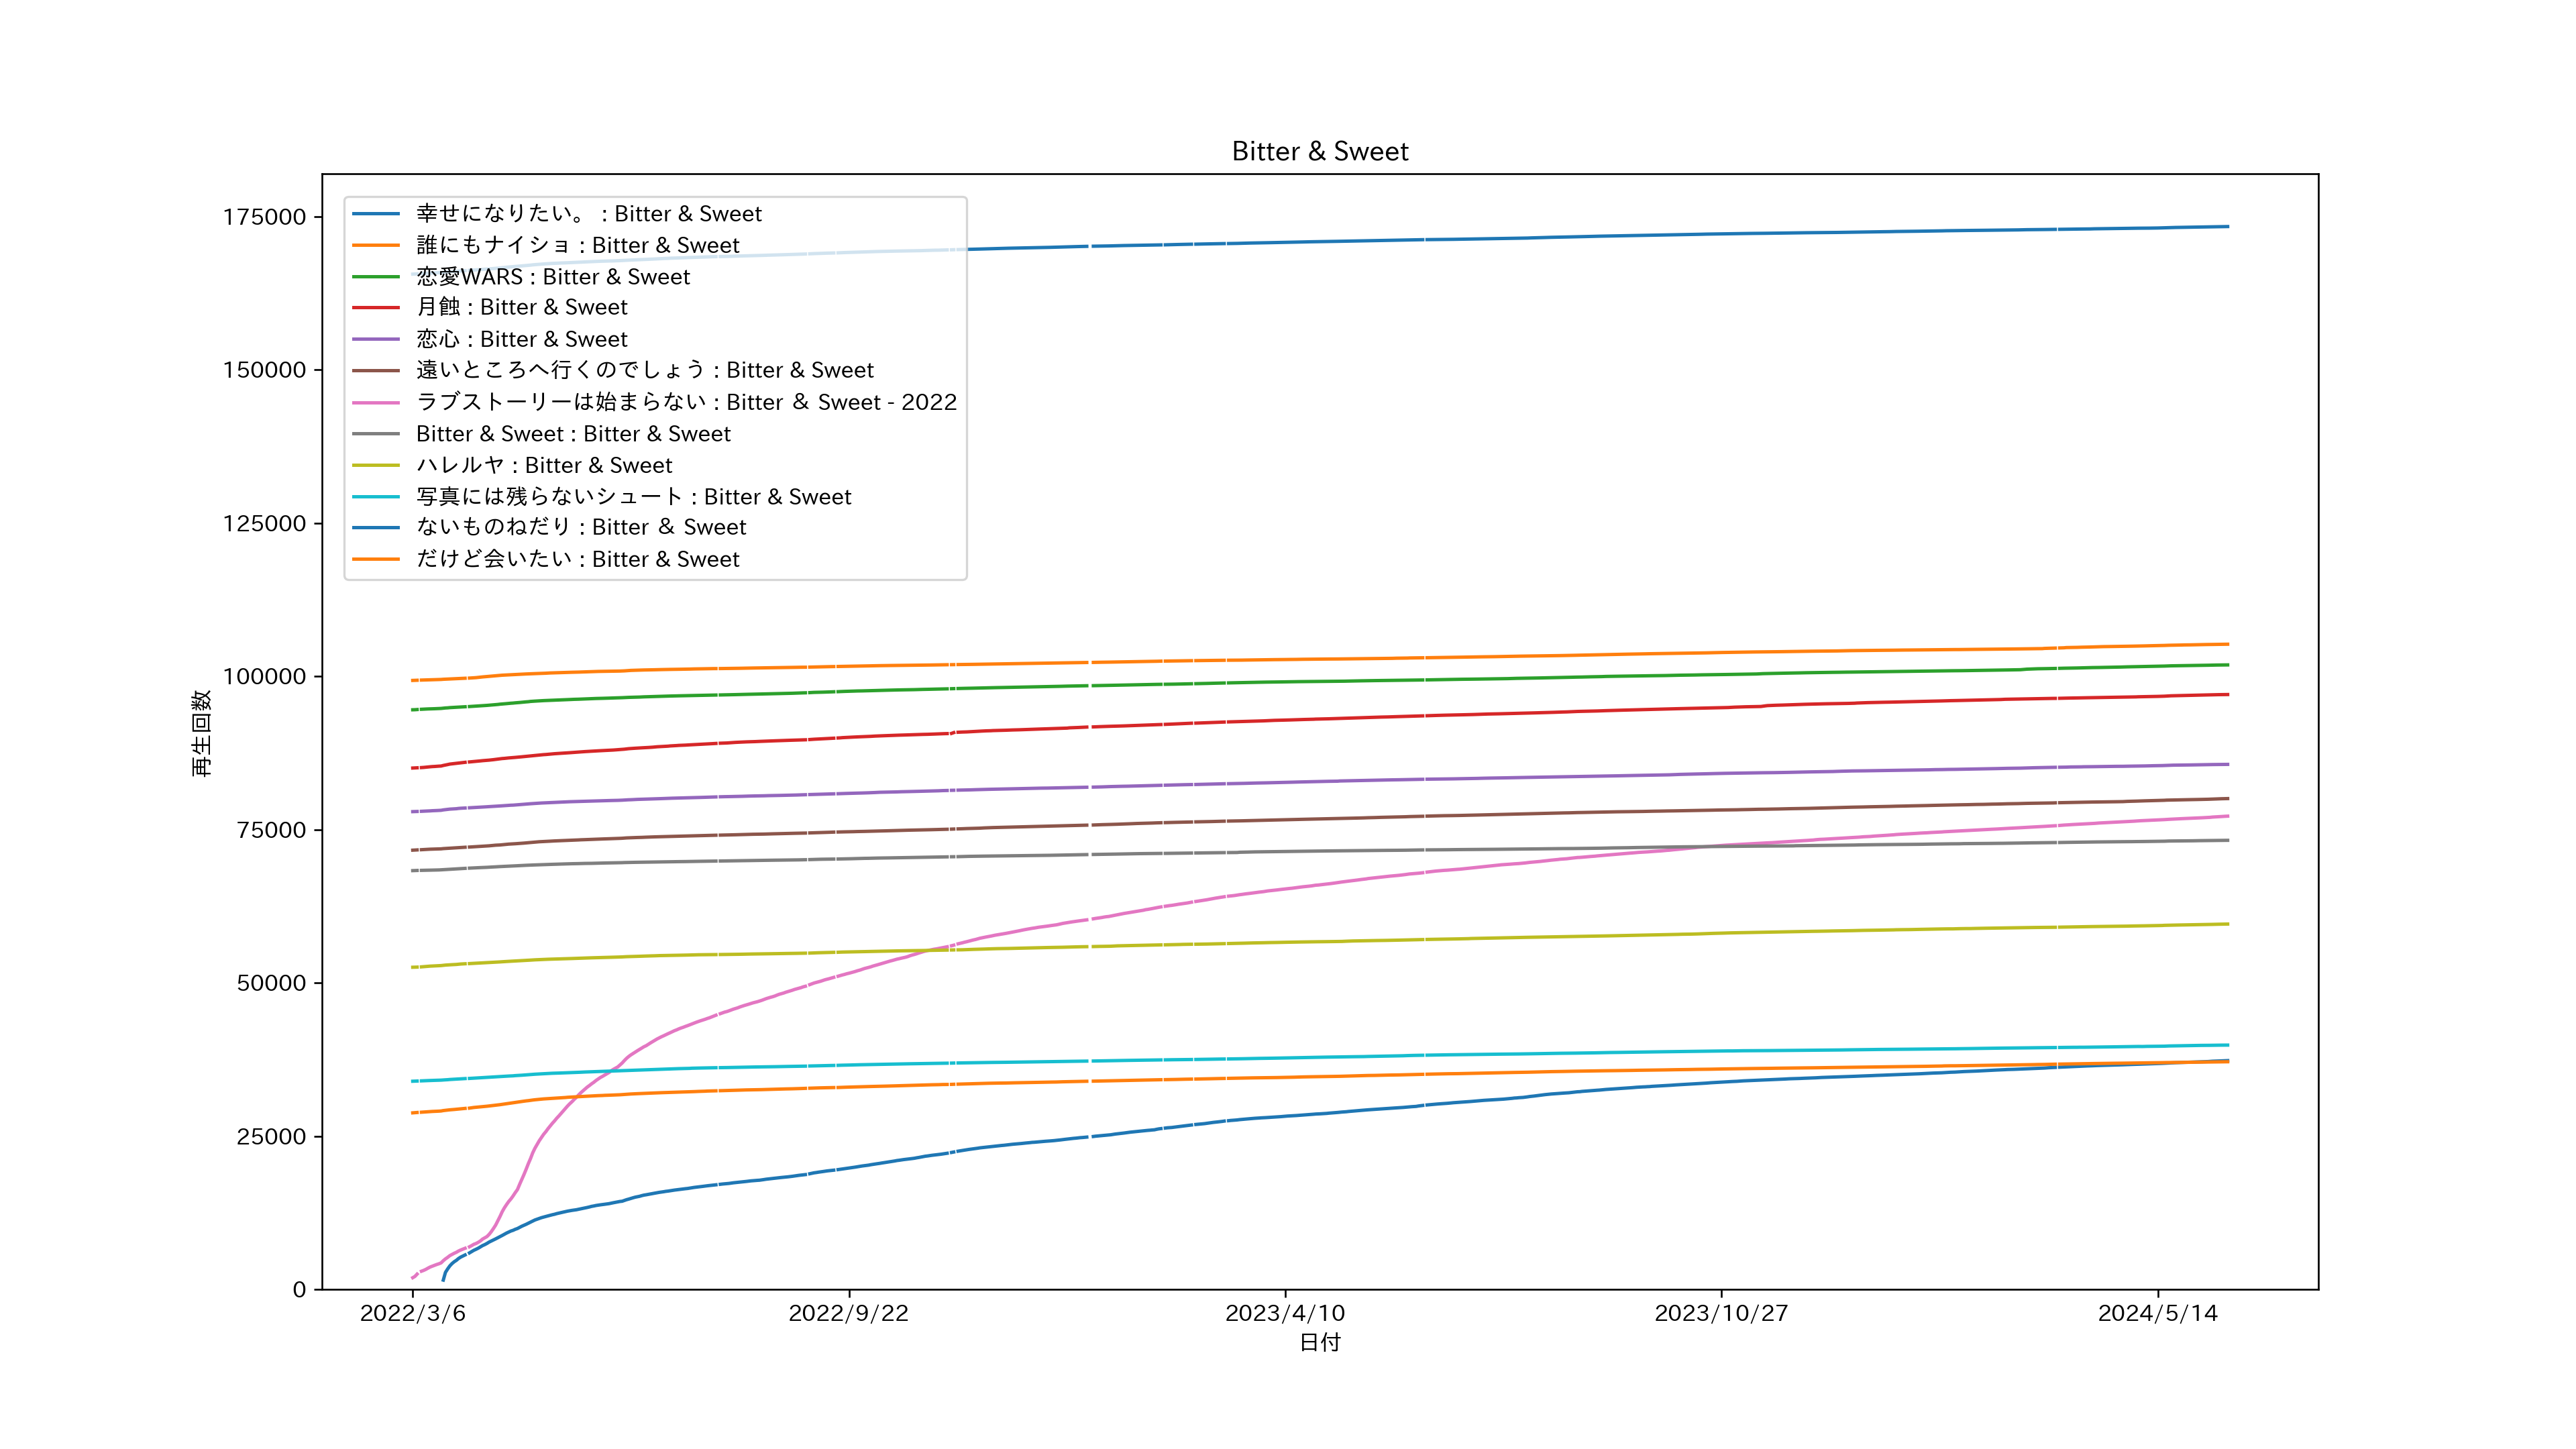 Bitter & Sweet
175000
150000
125000
100000
75000
50000
25000
0
再生回数
幸せになりたい。 : Bitter & Sweet
誰にもナイショ : Bitter & Sweet
恋愛WARS : Bitter & Sweet
月蝕 : Bitter & Sweet
恋心 : Bitter & Sweet
遠いところへ行くのでしょう : Bitter & Sweet
ラブストーリーは始まらない : Bitter ＆ Sweet - 2022
Bitter & Sweet : Bitter & Sweet
ハレルヤ : Bitter & Sweet
写真には残らないシュート : Bitter & Sweet
ないものねだり : Bitter ＆ Sweet
だけど会いたい : Bitter & Sweet
2022/3/6
2022/9/22
2023/4/10
2023/10/27
2024/5/14
日付